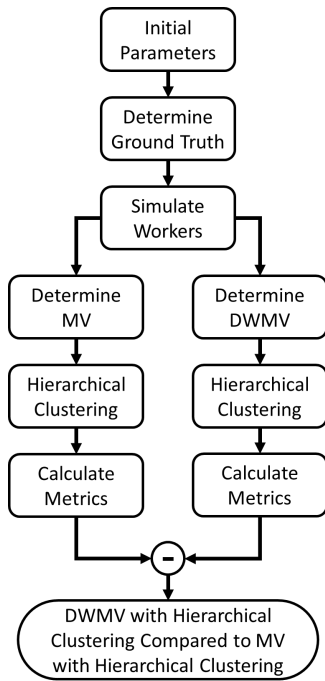 Initial
Parameters
Determine
Ground Truth
Simulate
Workers
Determine
MV
Determine
DWMV
Hierarchical
Clustering
Hierarchical
Clustering
Calculate
Metrics
Calculate
Metrics
-
DWMV with Hierarchical
Clustering Compared to MV
with Hierarchical Clustering